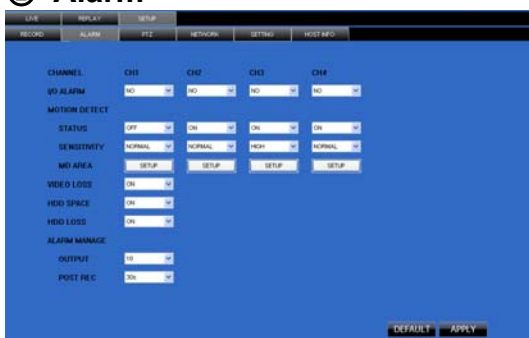 Alarm
LIVE REPLAY SETUP
RECORD ALARM PTZ NETWORK SETTING HOST INFO
CHANNEL CH1 CH2 CH3 CH4
I/O ALARM NO NO NO NO
MOTION DETECT
STATUS OFF ON ON ON
SENSITIVITY NORMAL NORMAL HIGH NORMAL
MD AREA SETUP SETUP SETUP SETUP
VIDEO LOSS ON
HDD SPACE ON
HDD LOSS ON
ALARM MANAGE
OUTPUT 10
POST REC 30s
DEFAULT APPLY